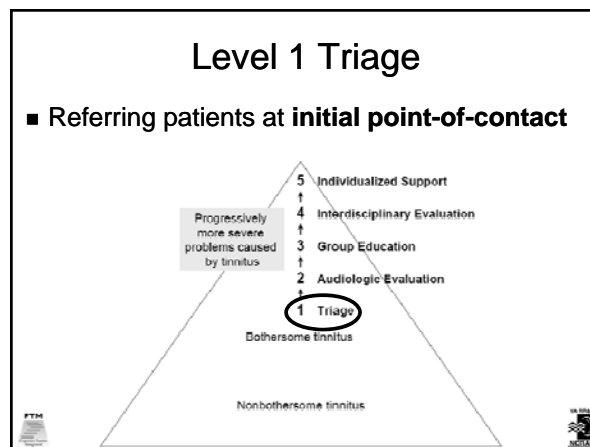 Level 1 Triage
■ Referring patients at initial point-of-contact
5 Individualized Support
4 Interdisciplinary Evaluation
Progressively
more severe
problems caused
by tinnitus
3 Group Education
2 Audiologic Evaluation
1 Triage
Bothersome tinnitus
Nonbothersome tinnitus
PTM